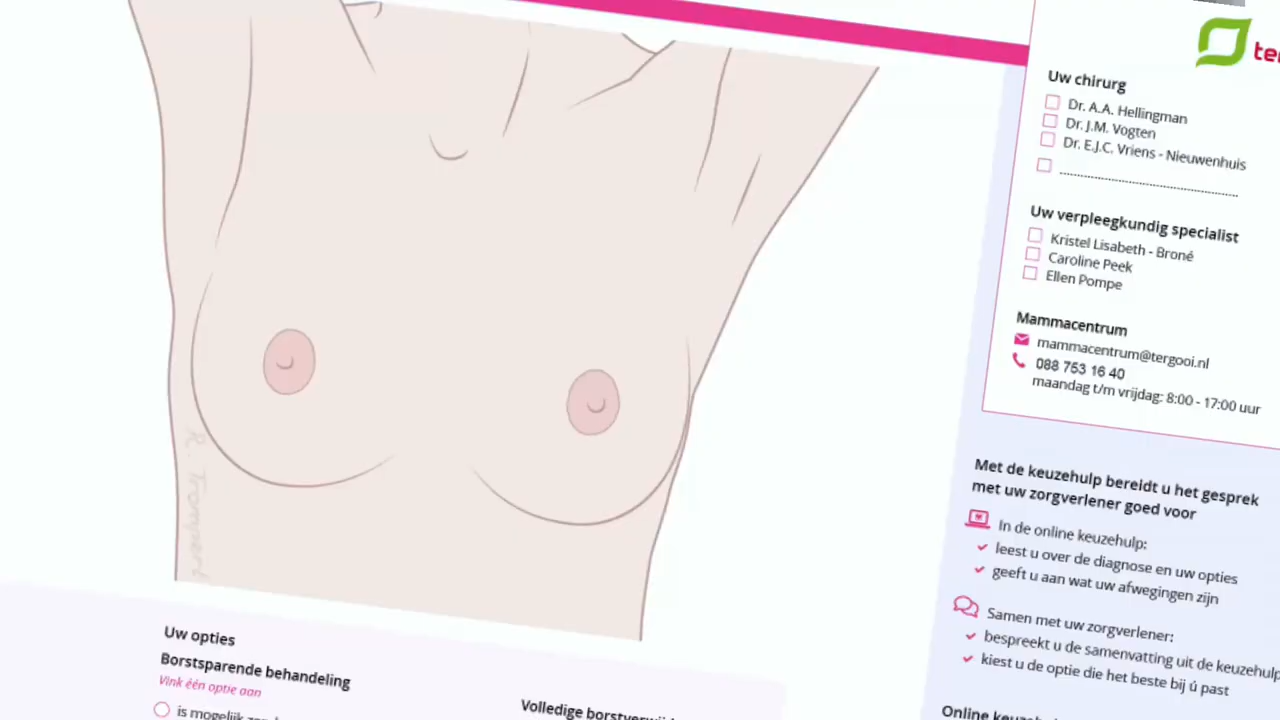 Uw chirurg
Dr. A.A. Hellingman
Dr. J.M. Vogten
Dr. E.J.C. Vriens - Nieuwenhuis
Uw verpleegkundig specialist
Kristel Lisabeth - Broné
Caroline Peek
Ellen Pompe
Mammacentrum
mammacentrum@tergooi.nl
088 753 16 40
maandag t/m vrijdag: 8:00 - 17:00 uur
Met de keuzehulp bereidt u het gesprek
met uw zorgverlener goed voor
In de online keuzehulp:
leest u over de diagnose en uw opties
geeft u aan wat uw afwegingen zijn
Samen met uw zorgverlener:
bespreekt u de samenvatting uit de keuzehulp
kiest u de optie die het beste bij ú past
Online
Uw opties
Borstsparende behandeling
Vink één optie aan
is mogelijk
Volledige